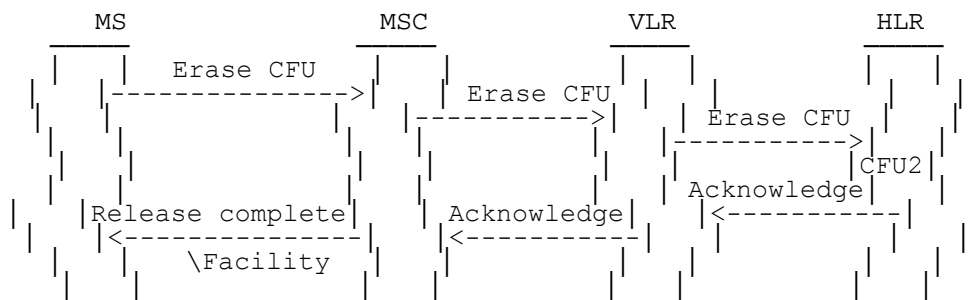 MS MSC VLR HLR
Erase CFU
Erase CFU
Erase CFU
CFU2
Acknowledge
Release complete Acknowledge
\Facility